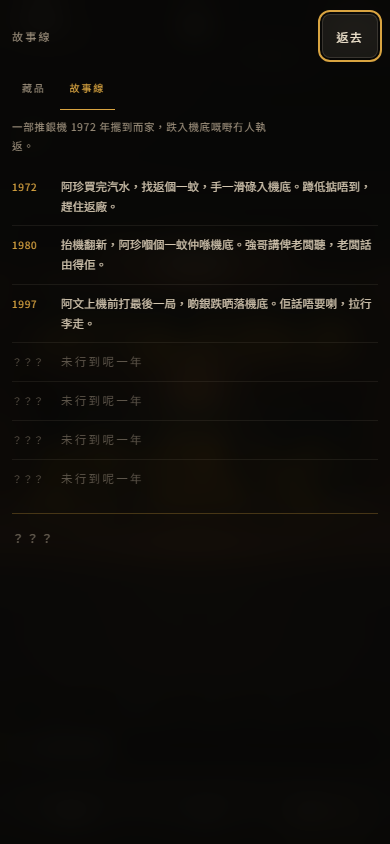 故事線
返去
藏品
故事線
一部推銀機 1972 年擺到而家，跌入機底嘅嘢冇人執
返。
1972
阿珍買完汽水，找返個一蚊，手一滑碌入機底。蹲低掂唔到，
趕住返廠。
1980
抬機翻新，阿珍嗰個一蚊仲喺機底。強哥講俾老闆聽，老闆話
由得佢。
1997
阿文上機前打最後一局，啲銀跌晒落機底。佢話唔要喇，拉行
李走。
？？？
未行到呢一年
？？？
未行到呢一年
？？？
未行到呢一年
？？？
未行到呢一年
？？？